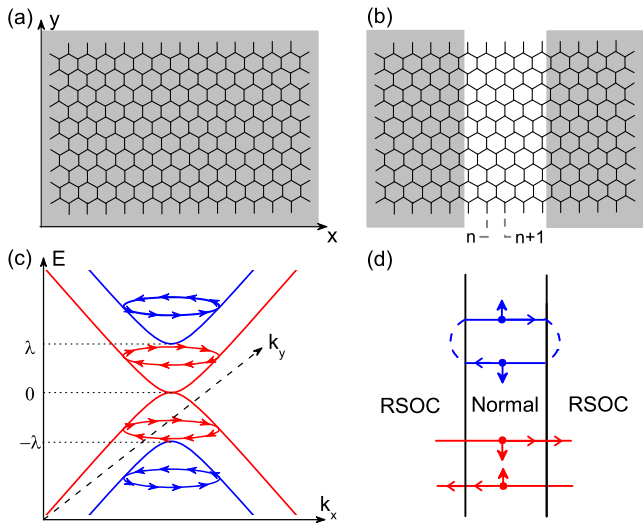 (a)
y
x
(b)
n
n+1
(c)
E
λ
0
−λ
k_y
k_x
(d)
RSOC
Normal
RSOC